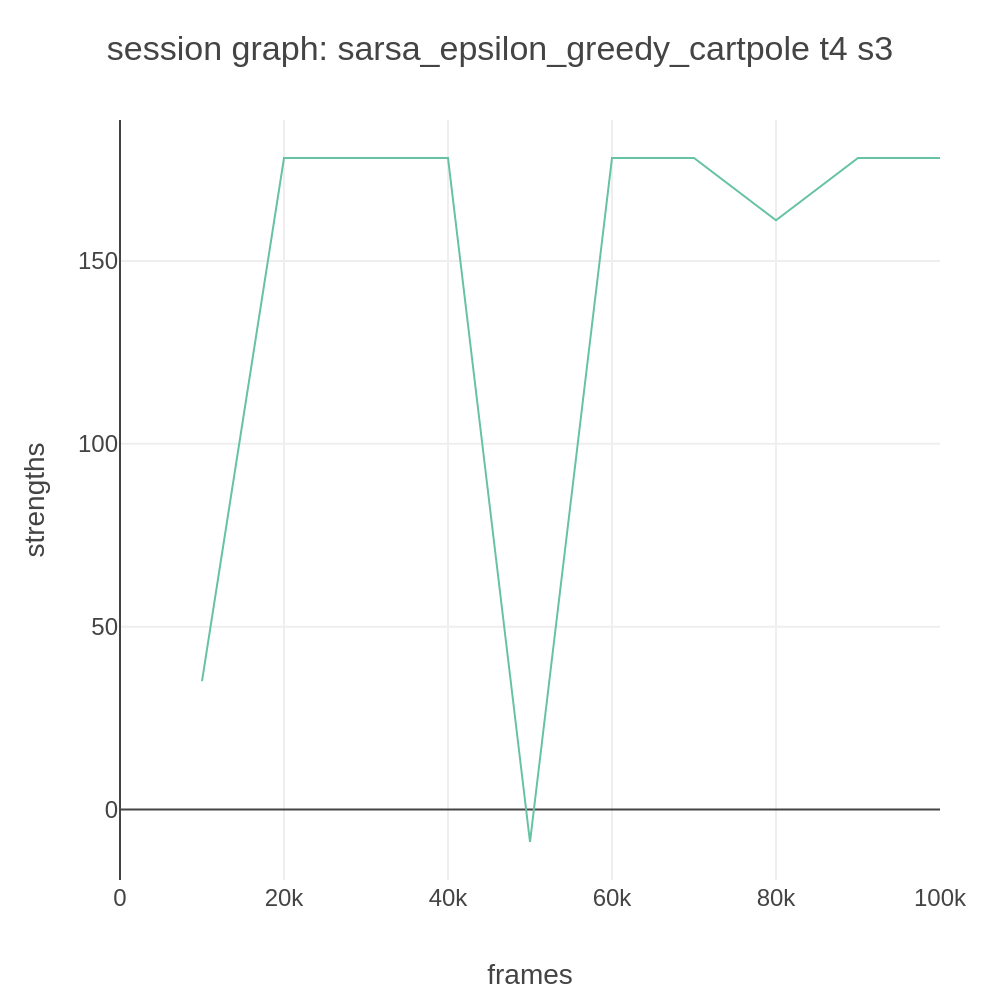 session graph: sarsa_epsilon_greedy_cartpole t4 s3
150
100
50
0
strengths
0
20k
40k
60k
80k
100k
frames